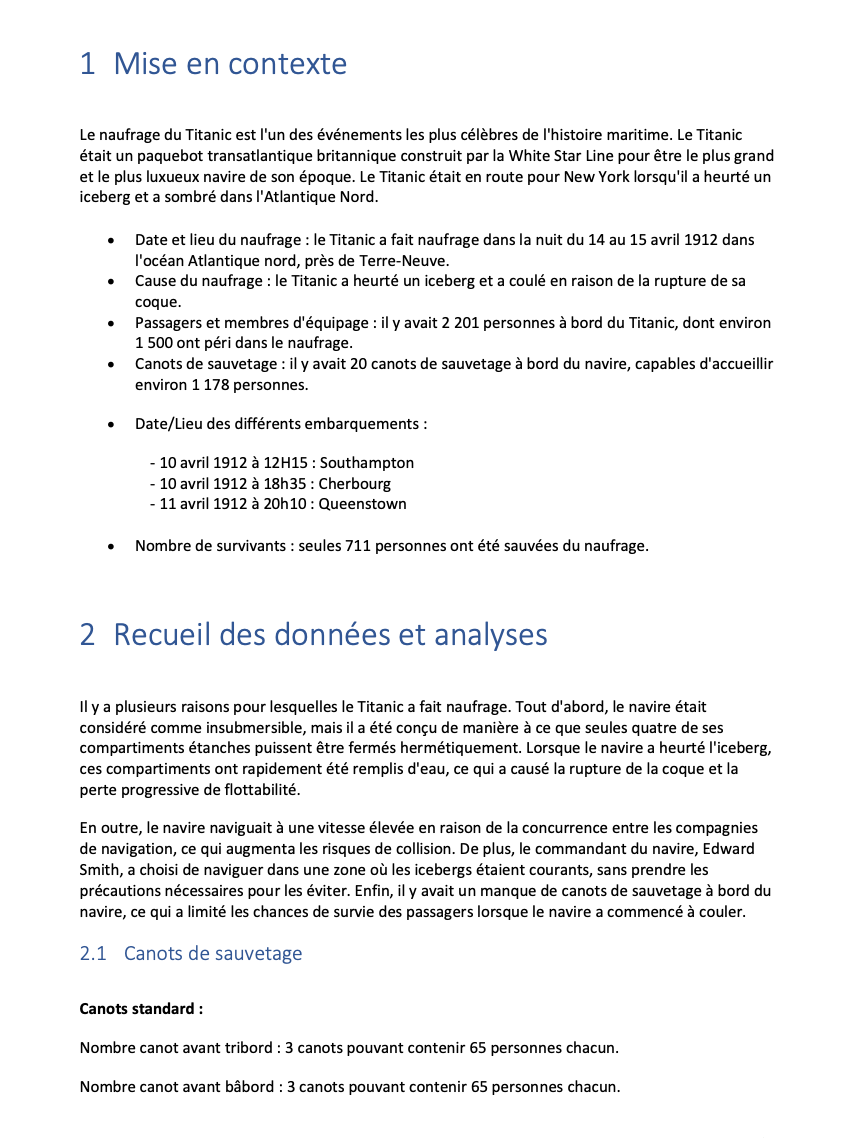 1 Mise en contexte
Le naufrage du Titanic est l'un des événements les plus célèbres de l'histoire maritime. Le Titanic
était un paquebot transatlantique britannique construit par la White Star Line pour être le plus grand
et le plus luxueux navire de son époque. Le Titanic était en route pour New York lorsqu'il a heurté un
iceberg et a sombré dans l'Atlantique Nord.
• Date et lieu du naufrage : le Titanic a fait naufrage dans la nuit du 14 au 15 avril 1912 dans
l'océan Atlantique nord, près de Terre-Neuve.
• Cause du naufrage : le Titanic a heurté un iceberg et a coulé en raison de la rupture de sa
coque.
• Passagers et membres d'équipage : il y avait 2 201 personnes à bord du Titanic, dont environ
1 500 ont péri dans le naufrage.
• Canots de sauvetage : il y avait 20 canots de sauvetage à bord du navire, capables d'accueillir
environ 1 178 personnes.
• Date/Lieu des différents embarquements :
- 10 avril 1912 à 12H15 : Southampton
- 10 avril 1912 à 18h35 : Cherbourg
- 11 avril 1912 à 20h10 : Queenstown
• Nombre de survivants : seules 711 personnes ont été sauvées du naufrage.
2 Recueil des données et analyses
Il y a plusieurs raisons pour lesquelles le Titanic a fait naufrage. Tout d'abord, le navire était
considéré comme insubmersible, mais il a été conçu de manière à ce que seules quatre de ses
compartiments étanches puissent être fermés hermétiquement. Lorsque le navire a heurté l'iceberg,
ces compartiments ont rapidement été remplis d'eau, ce qui a causé la rupture de la coque et la
perte progressive de flottabilité.
En outre, le navire naviguait à une vitesse élevée en raison de la concurrence entre les compagnies
de navigation, ce qui augmenta les risques de collision. De plus, le commandant du navire, Edward
Smith, a choisi de naviguer dans une zone où les icebergs étaient courants, sans prendre les
précautions nécessaires pour les éviter. Enfin, il y avait un manque de canots de sauvetage à bord du
navire, ce qui a limité les chances de survie des passagers lorsque le navire a commencé à couler.
2.1 Canots de sauvetage
Canots standard :
Nombre canot avant tribord : 3 canots pouvant contenir 65 personnes chacun.
Nombre canot avant bâbord : 3 canots pouvant contenir 65 personnes chacun.